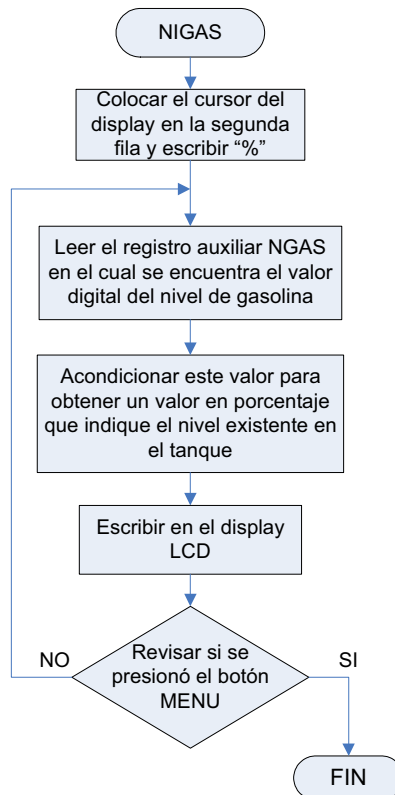 NIGAS
Colocar el cursor del
display en la segunda
fila y escribir “%”
Leer el registro auxiliar NGAS
en el cual se encuentra el valor
digital del nivel de gasolina
Acondicionar este valor para
obtener un valor en porcentaje
que indique el nivel existente en
el tanque
Escribir en el display
LCD
NO
Revisar si se
presionó el botón
MENU
SI
FIN